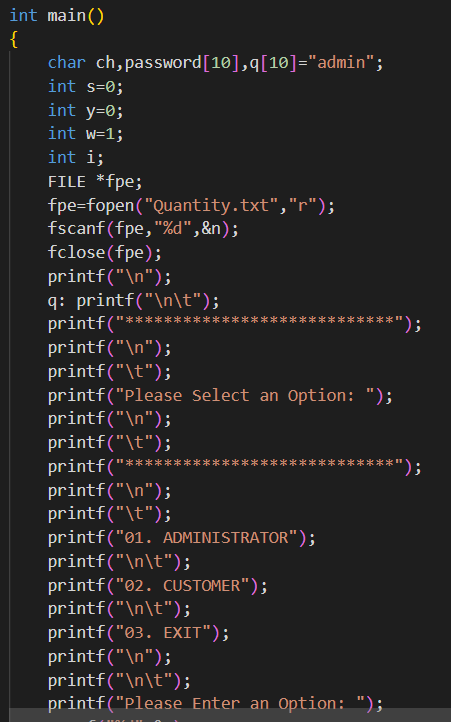 int main()
{
    char ch,password[10],q[10]="admin";
    int s=0;
    int y=0;
    int w=1;
    int i;
    FILE *fpe;
    fpe=fopen("Quantity.txt","r");
    fscanf(fpe,"%d",&n);
    fclose(fpe);
    printf("\n");
    q: printf("\n\t");
    printf("****************************");
    printf("\n");
    printf("\t");
    printf("Please Select an Option: ");
    printf("\n");
    printf("\t");
    printf("****************************");
    printf("\n");
    printf("\t");
    printf("01. ADMINISTRATOR");
    printf("\n\t");
    printf("02. CUSTOMER");
    printf("\n\t");
    printf("03. EXIT");
    printf("\n");
    printf("\n\t");
    printf("Please Enter an Option: ");